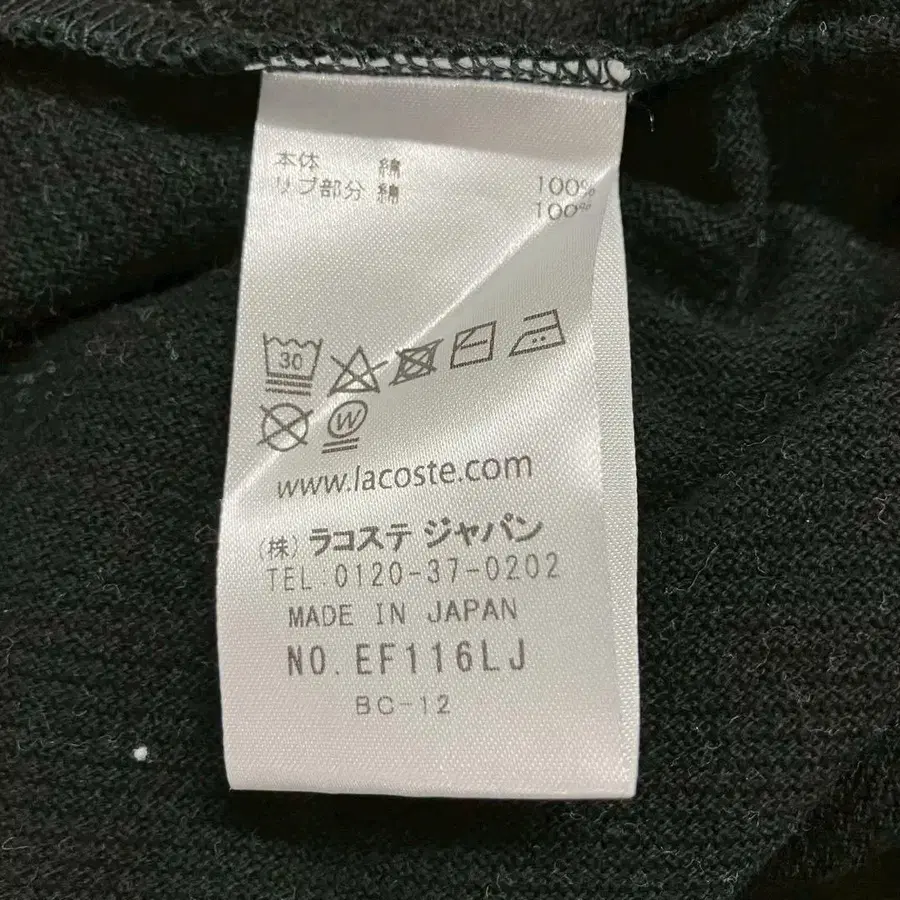 本体 綿 100%
リブ部分 綿 100%
30
W
www.lacoste.com
(株) ラコステ ジャパン
TEL:0120-37-0202
MADE IN JAPAN
NO.EF116LJ
BC-12